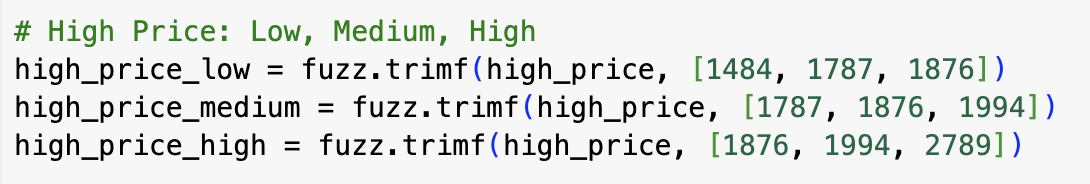 # High Price: Low, Medium, High
high_price_low = fuzz.trimf(high_price, [1484, 1787, 1876])
high_price_medium = fuzz.trimf(high_price, [1787, 1876, 1994])
high_price_high = fuzz.trimf(high_price, [1876, 1994, 2789])